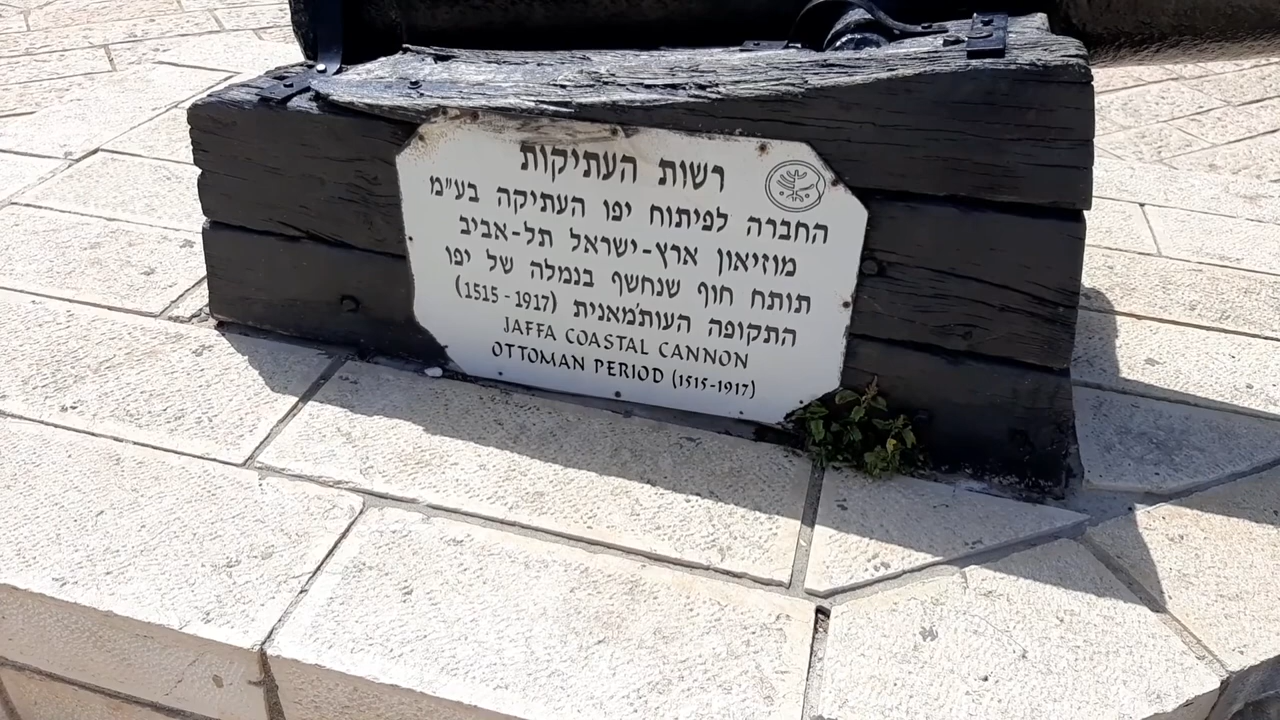 רשות העתיקות
החברה לפיתוח יפו העתיקה בע"מ
מוזיאון ארץ-ישראל תל-אביב
תותח חוף שנחשף בנמלה של יפו
התקופה העות'מאנית (1515-1917)
JAFFA COASTAL CANNON
OTTOMAN PERIOD (1515-1917)